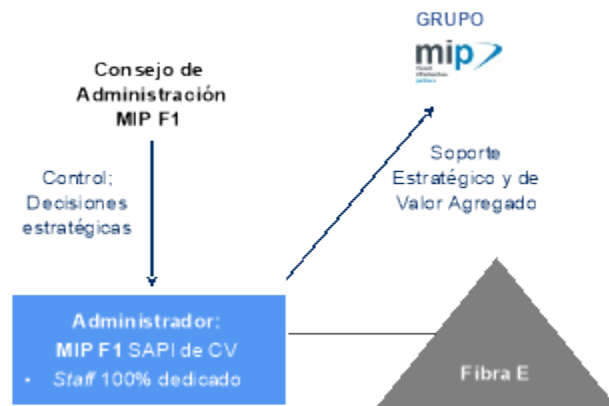 GRUPO
mip
Consejo de
Administración
MIP F1
Control;
Decisiones
estratégicas
Soporte
Estratégico y de
Valor Agregado
Administrador:
MIP F1 SAPI de CV
• Staff 100% dedicado
Fibra E